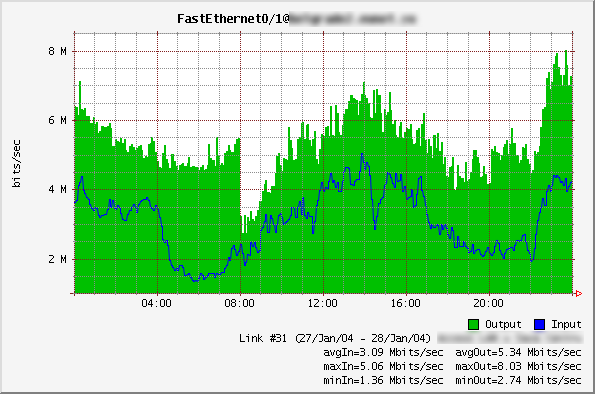 FastEthernet0/1@
bits/sec
8 M
6 M
4 M
2 M
04:00 08:00 12:00 16:00 20:00
Output Input
Link #31 (27/Jan/04 - 28/Jan/04)
avgIn=3.09 Mbits/sec avgOut=5.34 Mbits/sec
maxIn=5.06 Mbits/sec maxOut=8.03 Mbits/sec
minIn=1.36 Mbits/sec minOut=2.74 Mbits/sec